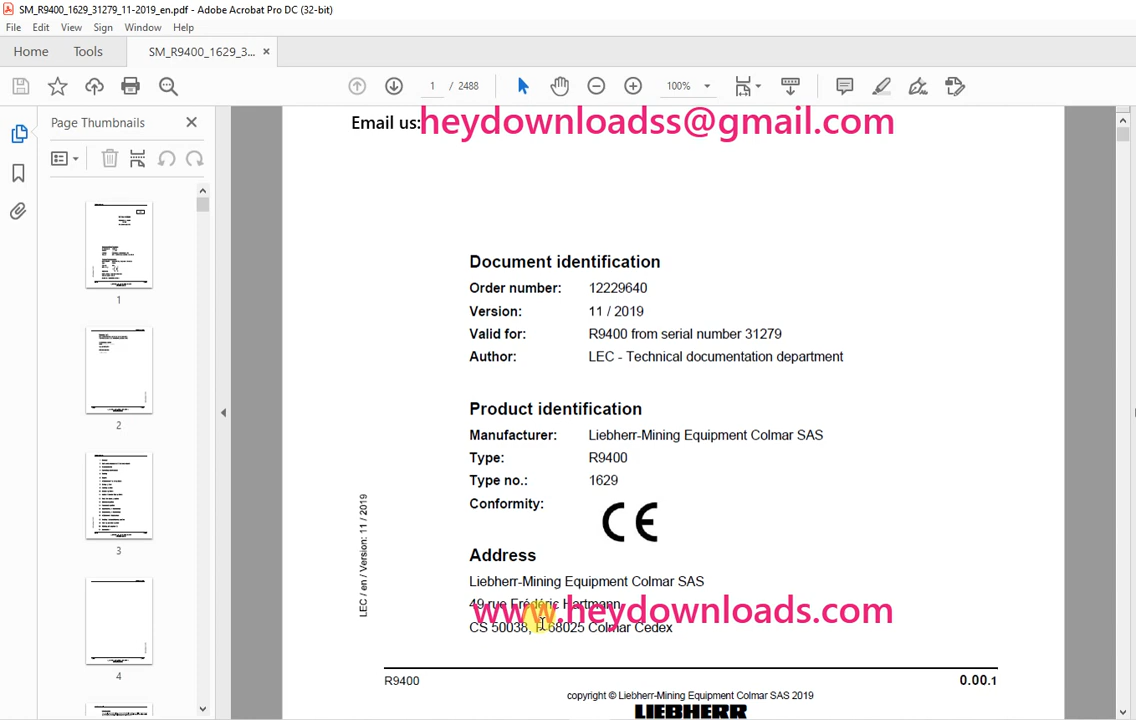 SM_R9400_1629_31279_11-2019_en.pdf - Adobe Acrobat Pro DC (32-bit)
File Edit View Sign Window Help
Home Tools SM_R9400_1629_3... ×
1 / 2488 100%
Page Thumbnails
Email us:heydownloadss@gmail.com
Document identification
Order number: 12229640
Version: 11 / 2019
Valid for: R9400 from serial number 31279
Author: LEC - Technical documentation department
Product identification
Manufacturer: Liebherr-Mining Equipment Colmar SAS
Type: R9400
Type no.: 1629
Conformity:
CE
Address
Liebherr-Mining Equipment Colmar SAS
49 rue Frédéric Hartmann
www.heydownloads.com
CS 50038, 68025 Colmar Cedex
LEC / en / Version: 11 / 2019
R9400 0.00.1
copyright © Liebherr-Mining Equipment Colmar SAS 2019
LIEBHERR
1
2
3
4